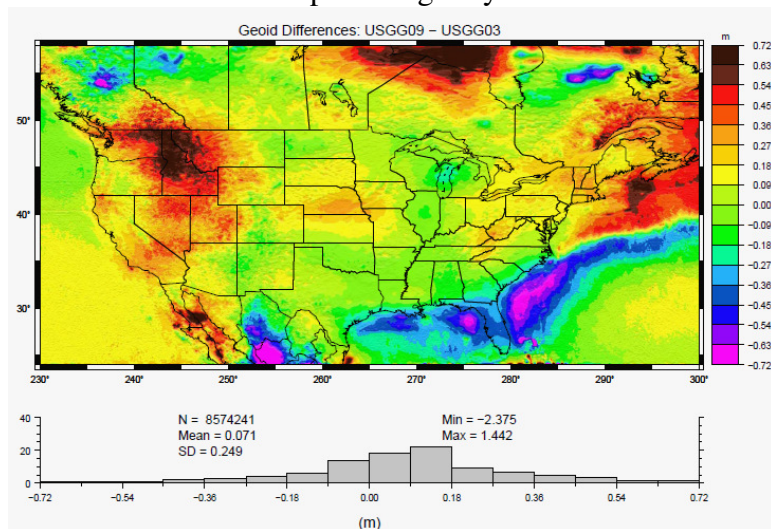 Geoid Differences: USGG09 − USGG03
m
0.72
0.63
0.54
0.45
0.36
0.27
0.18
0.09
0.00
−0.09
−0.18
−0.27
−0.36
−0.45
−0.54
−0.63
−0.72
50°
40°
30°
230° 240° 250° 260° 270° 280° 290° 300°
N = 8574241 Min = −2.375
Mean = 0.071 Max = 1.442
SD = 0.249
40
20
0
−0.72 −0.54 −0.36 −0.18 0.00 0.18 0.36 0.54 0.72
(m)